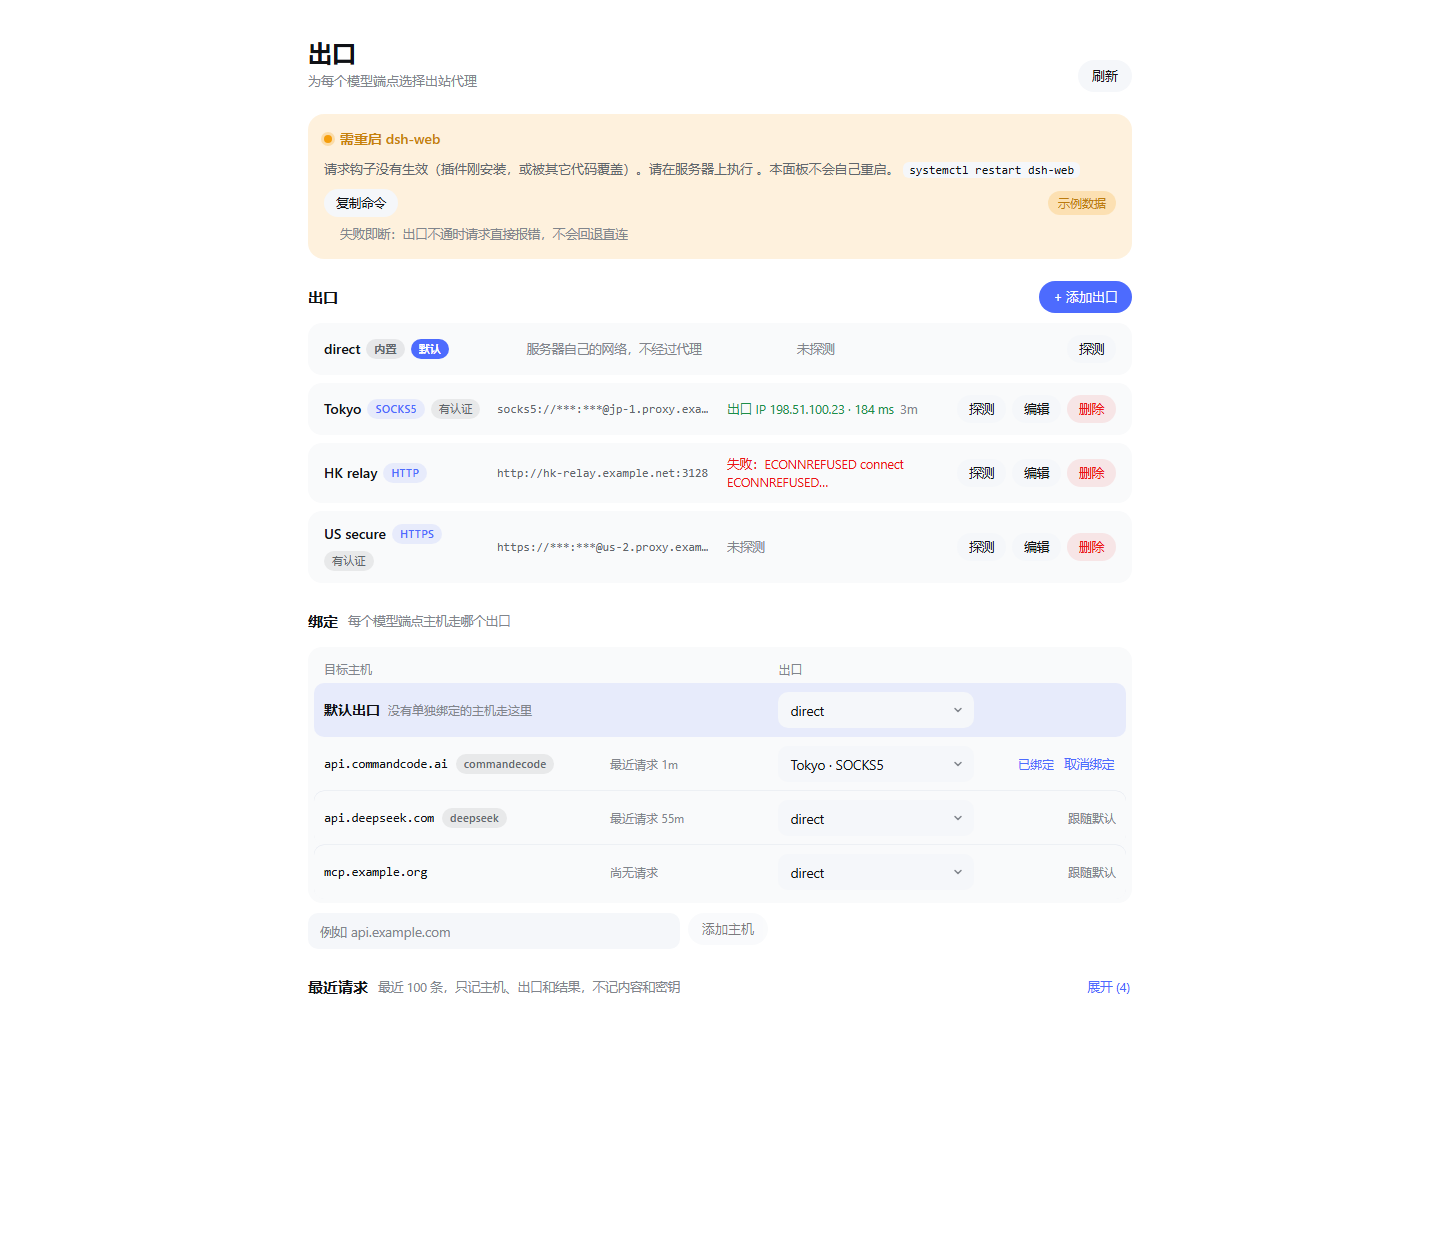 出口
为每个模型端点选择出站代理
刷新
需重启 dsh-web
请求钩子没有生效（插件刚安装，或被其它代码覆盖）。请在服务器上执行 。本面板不会自己重启。 systemctl restart dsh-web
复制命令
示例数据
失败即断：出口不通时请求直接报错，不会回退直连
出口
+ 添加出口
direct 内置 默认 服务器自己的网络，不经过代理 未探测 探测
Tokyo SOCKS5 有认证 socks5://***:***@jp-1.proxy.exa… 出口 IP 198.51.100.23 · 184 ms 3m 探测 编辑 删除
HK relay HTTP http://hk-relay.example.net:3128 失败：ECONNREFUSED connect 探测 编辑 删除
ECONNREFUSED…
US secure HTTPS https://***:***@us-2.proxy.exam… 未探测 探测 编辑 删除
有认证
绑定 每个模型端点主机走哪个出口
目标主机 出口
默认出口 没有单独绑定的主机走这里 direct
api.commandcode.ai commandecode 最近请求 1m Tokyo · SOCKS5 已绑定 取消绑定
api.deepseek.com deepseek 最近请求 55m direct 跟随默认
mcp.example.org 尚无请求 direct 跟随默认
例如 api.example.com 添加主机
最近请求 最近 100 条，只记主机、出口和结果，不记内容和密钥 展开 (4)